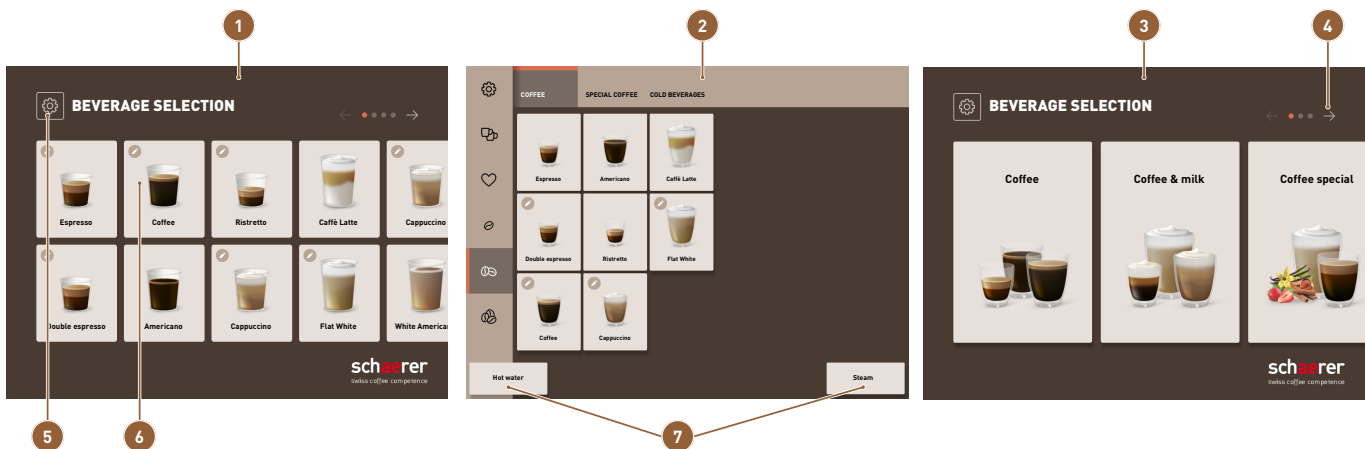 1
2
3
4
BEVERAGE SELECTION
Espresso
Coffee
Ristretto
Caffè Latte
Cappuccino
Double espresso
Americano
Cappuccino
Flat White
White America
schaerer
swiss coffee competence
COFFEE
SPECIAL COFFEE
COLD BEVERAGES
Espresso
Americano
Caffè Latte
Double espresso
Ristretto
Flat White
Coffee
Cappuccino
Hot water
Steam
BEVERAGE SELECTION
Coffee
Coffee & milk
Coffee special
schaerer
swiss coffee competence
5
6
7